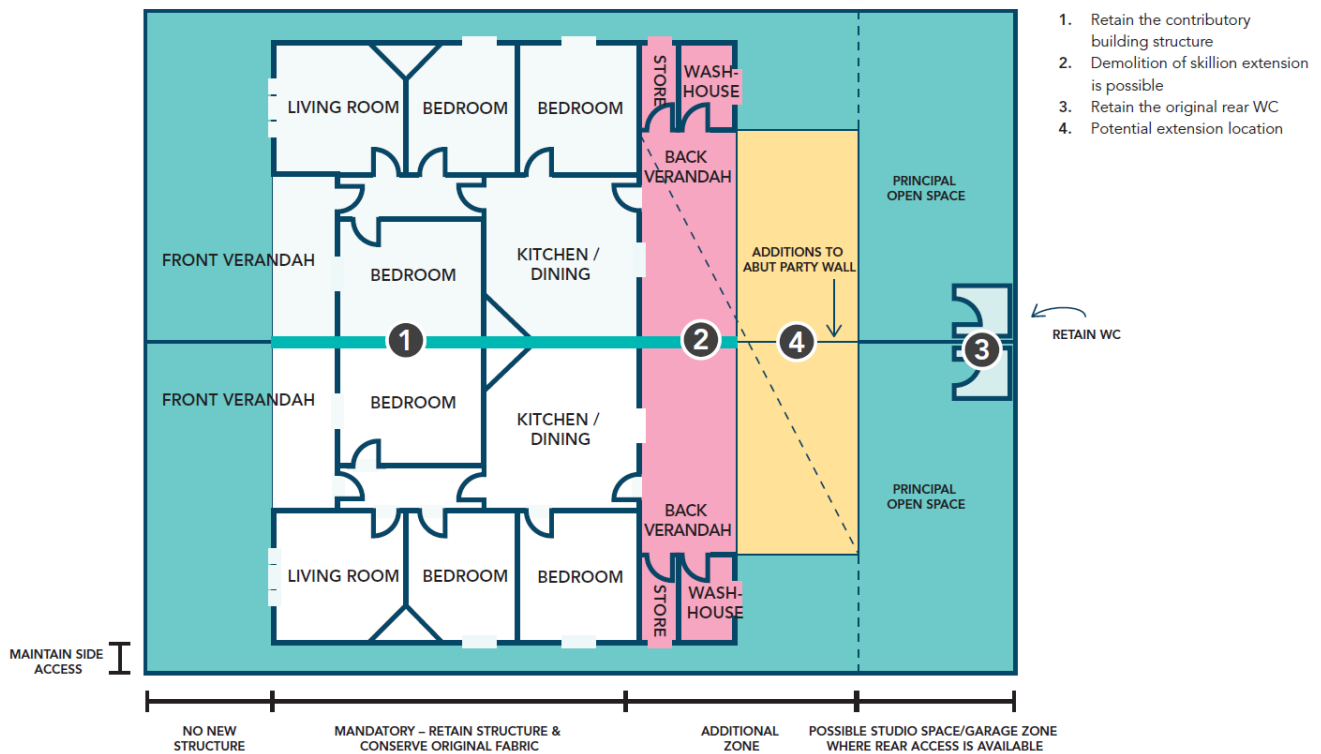 1. Retain the contributory
building structure
2. Demolition of skillion extension
is possible
3. Retain the original rear WC
4. Potential extension location
STORE
WASH-
HOUSE
LIVING ROOM
BEDROOM
BEDROOM
BACK
VERANDAH
PRINCIPAL
OPEN SPACE
FRONT VERANDAH
BEDROOM
KITCHEN /
DINING
ADDITIONS TO
ABUT PARTY WALL
1
2
4
3
RETAIN WC
FRONT VERANDAH
BEDROOM
KITCHEN /
DINING
PRINCIPAL
OPEN SPACE
BACK
VERANDAH
LIVING ROOM
BEDROOM
BEDROOM
STORE
WASH-
HOUSE
MAINTAIN SIDE
ACCESS
NO NEW
STRUCTURE
MANDATORY – RETAIN STRUCTURE &
CONSERVE ORIGINAL FABRIC
ADDITIONAL
ZONE
POSSIBLE STUDIO SPACE/GARAGE ZONE
WHERE REAR ACCESS IS AVAILABLE